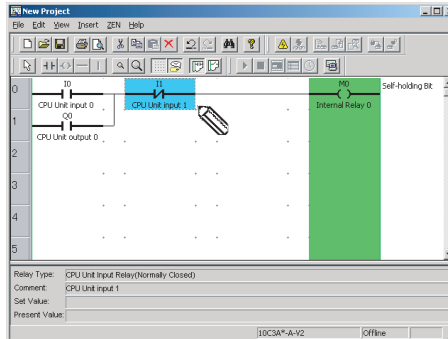 New Project
File Edit View Insert ZEN Help
0
I0
CPU Unit input 0
I1
CPU Unit input 1
M0
Internal Relay 0
Self-holding Bit
1
Q0
CPU Unit output 0
2
3
4
5
Relay Type: CPU Unit Input Relay(Normally Closed)
Comment: CPU Unit input 1
Set Value:
Present Value:
10C3A*-A-V2 Offline